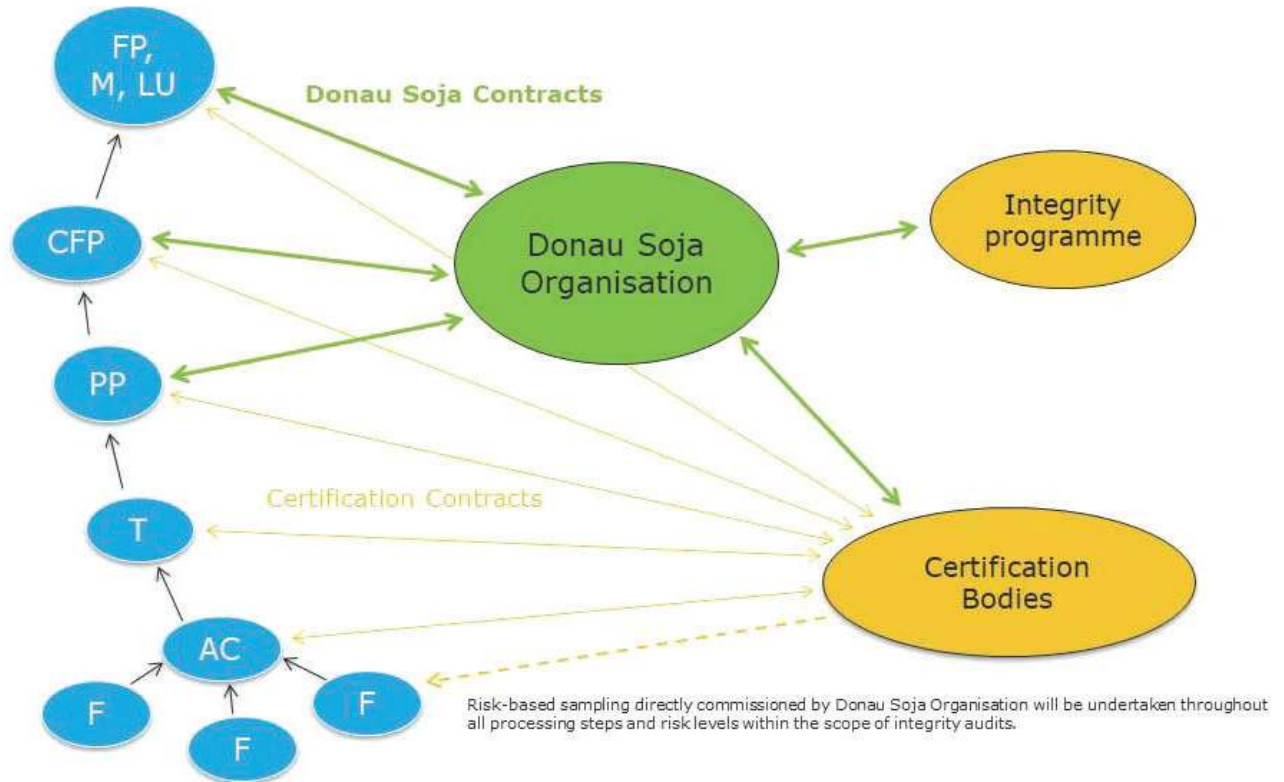 FP,
M, LU
Donau Soja Contracts
CFP
Donau Soja
Organisation
Integrity
programme
PP
Certification Contracts
T
Certification
Bodies
AC
F
F
F
Risk-based sampling directly commissioned by Donau Soja Organisation will be undertaken throughout
all processing steps and risk levels within the scope of integrity audits.